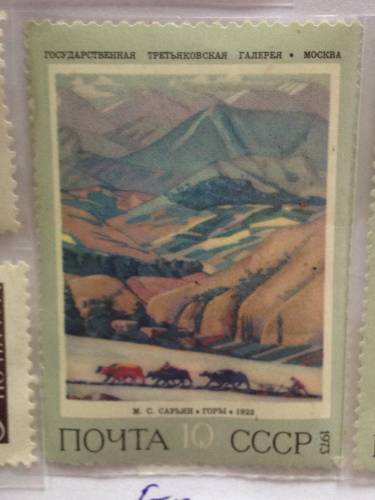 ГОСУДАРСТВЕННАЯ ТРЕТЬЯКОВСКАЯ ГАЛЕРЕЯ • МОСКВА
М. С. САРЬЯН • ГОРЫ • 1923
ПОЧТА 10 СССР
1973